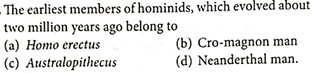 The earliest members of hominids, which evolved about
two million years ago belong to
(a) Homo erectus (b) Cro-magnon man
(c) Australopithecus (d) Neanderthal man.